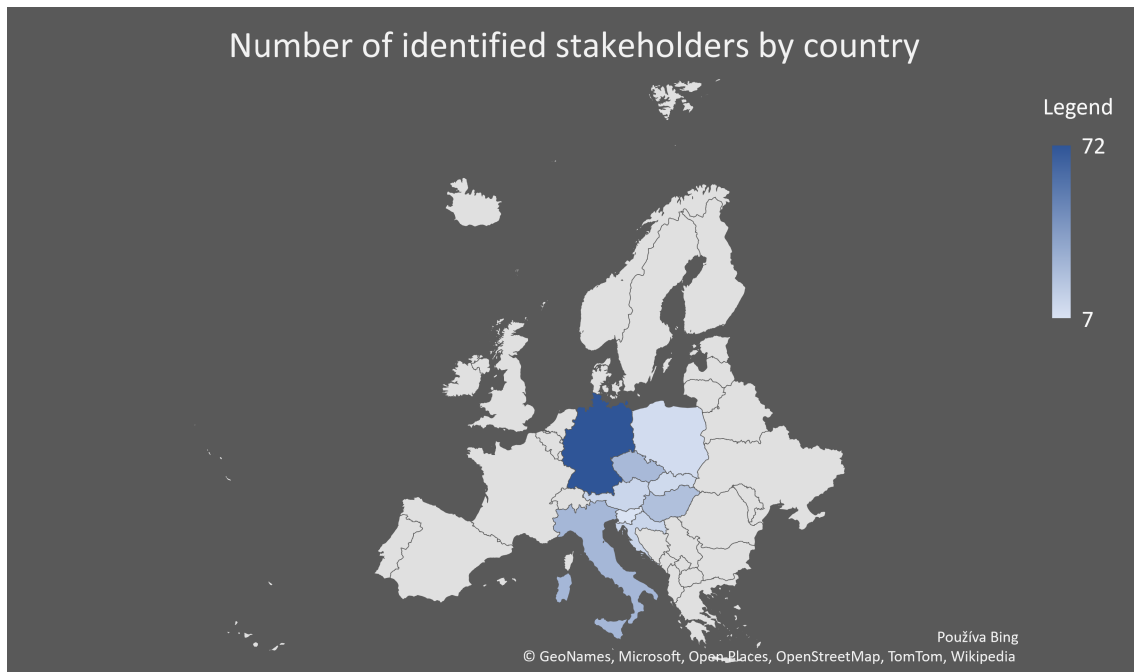 Number of identified stakeholders by country
Legend
72
7
Používa Bing
© GeoNames, Microsoft, Open Places, OpenStreetMap, TomTom, Wikipedia